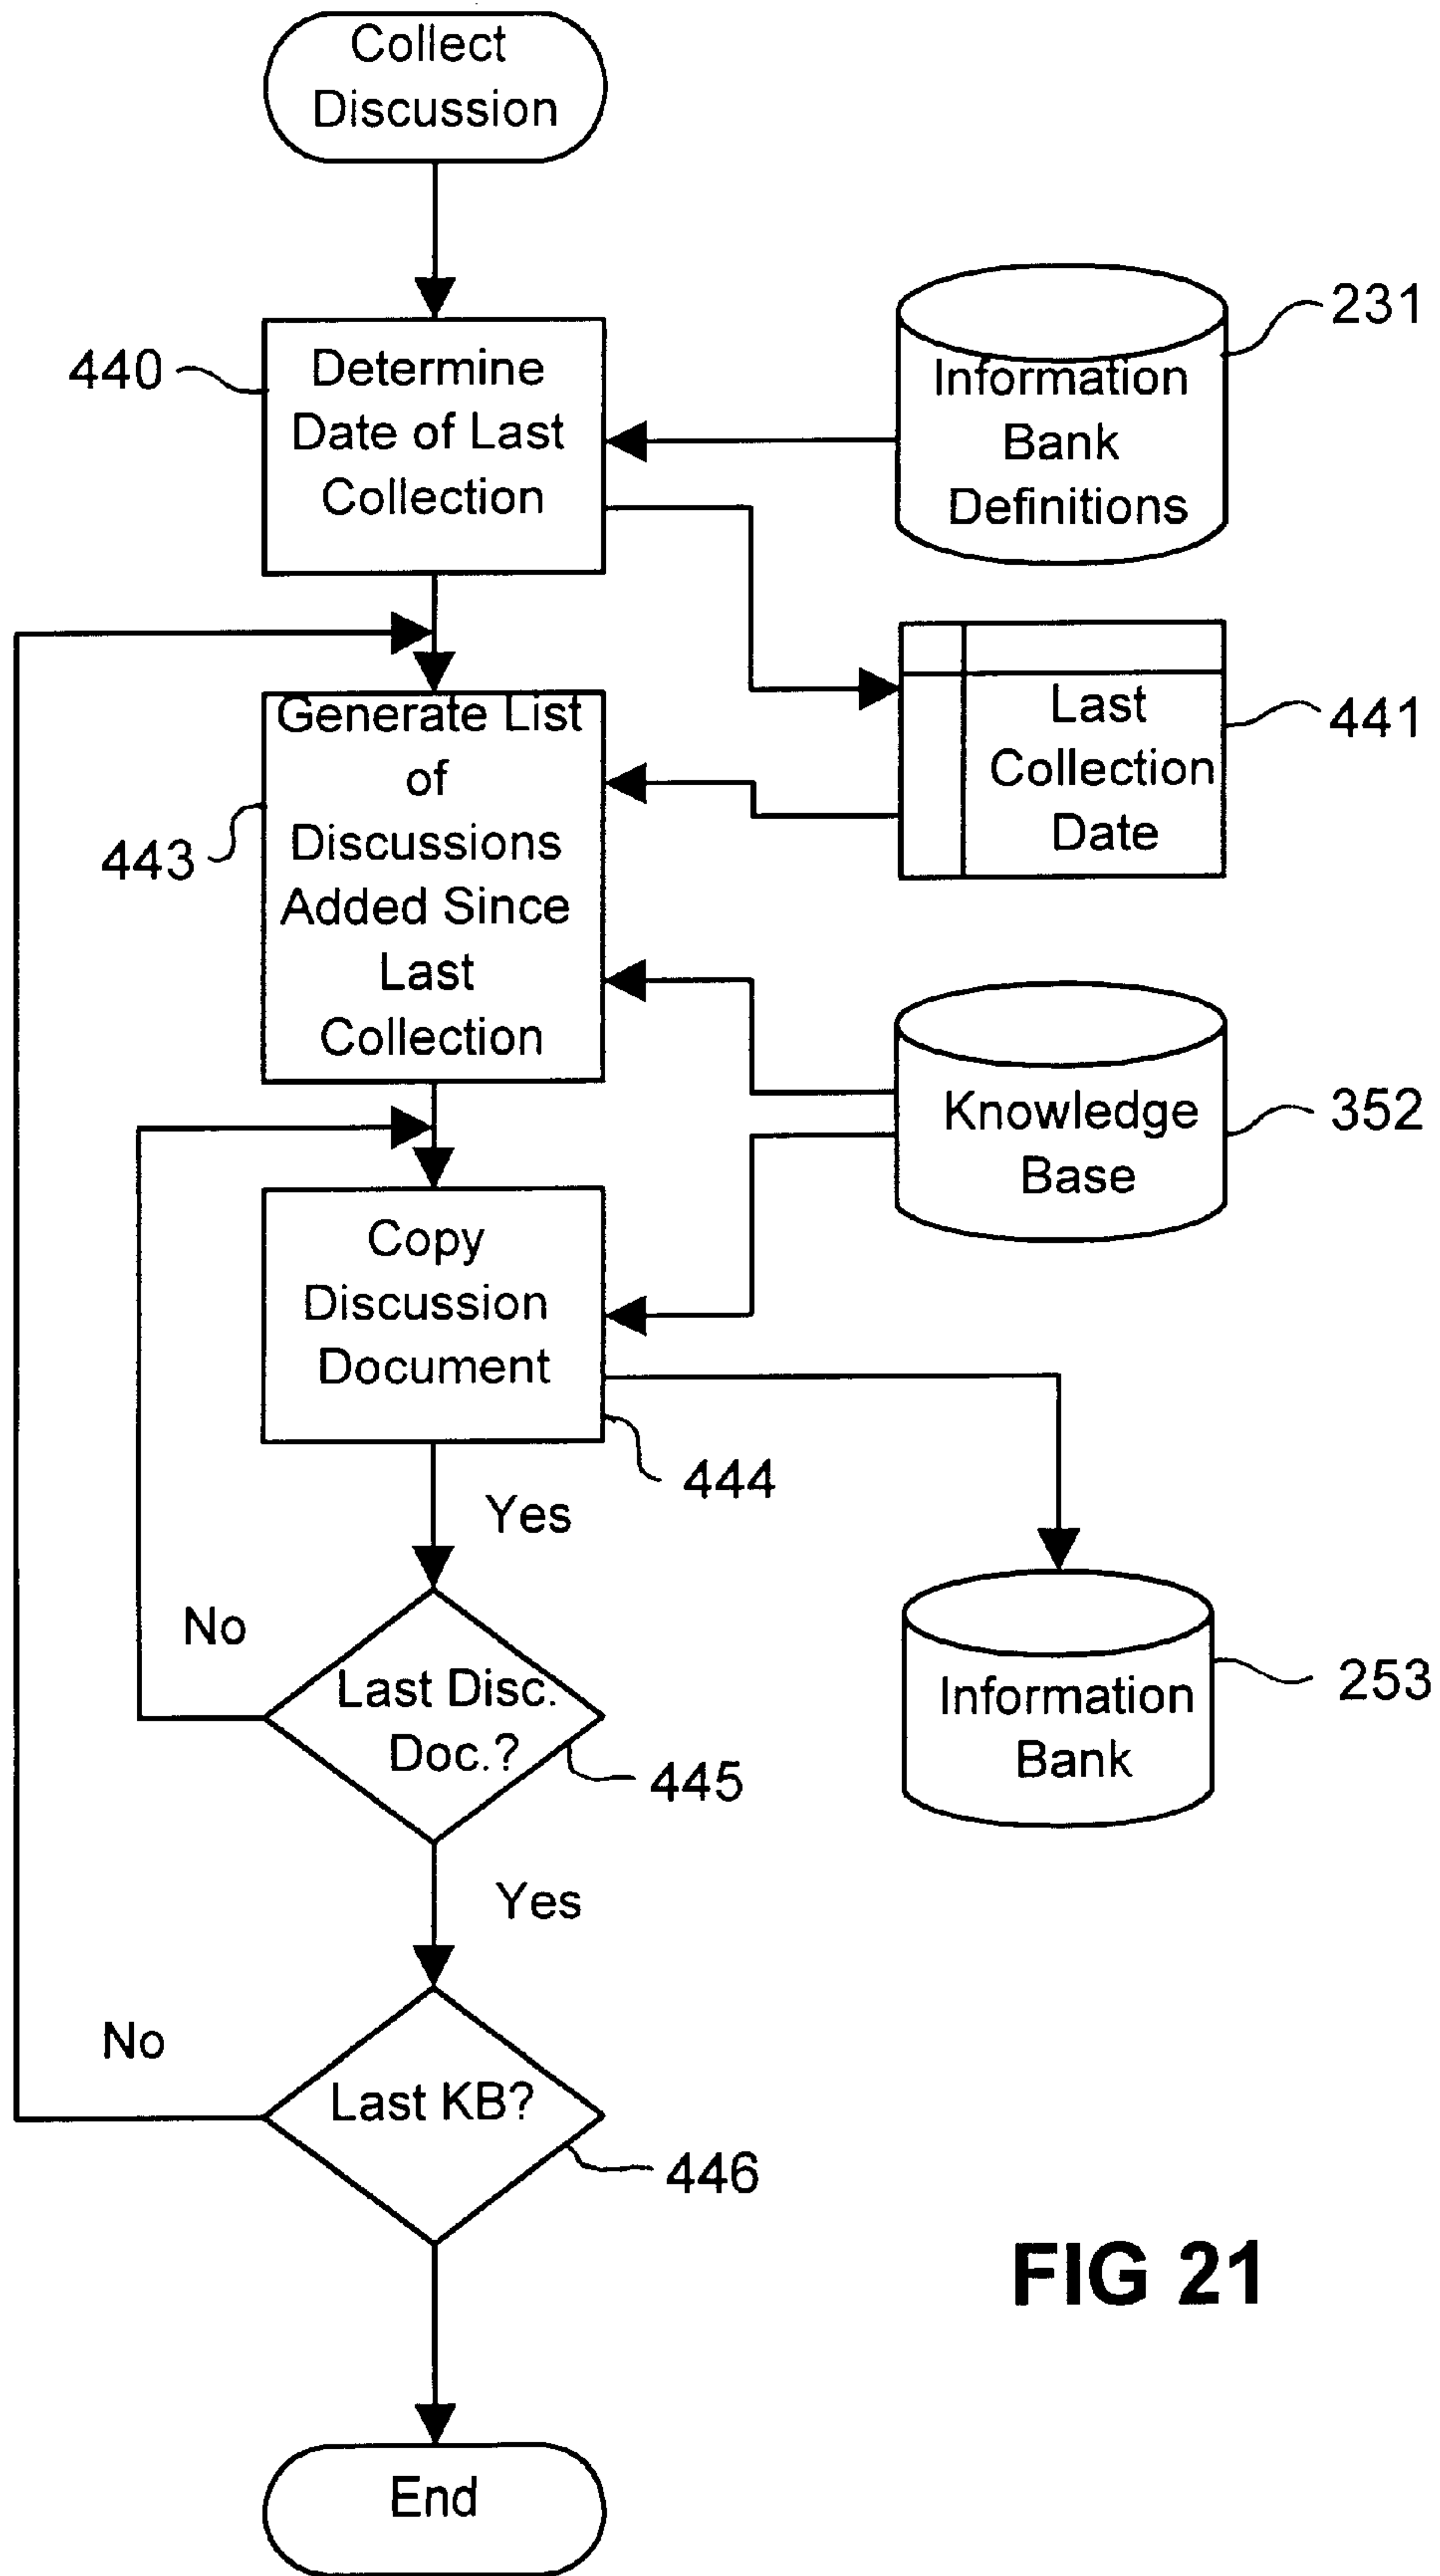 Collect
Discussion
231
440
Determine
Date of Last
Collection
Information
Bank
Definitions
Last
Collection
Date
441
Generate List
of
Discussions
Added Since
Last
Collection
443
Knowledge
Base
352
Copy
Discussion
Document
444
Yes
No
Last Disc.
Doc.?
445
Information
Bank
253
Yes
No
Last KB?
446
FIG 21
End